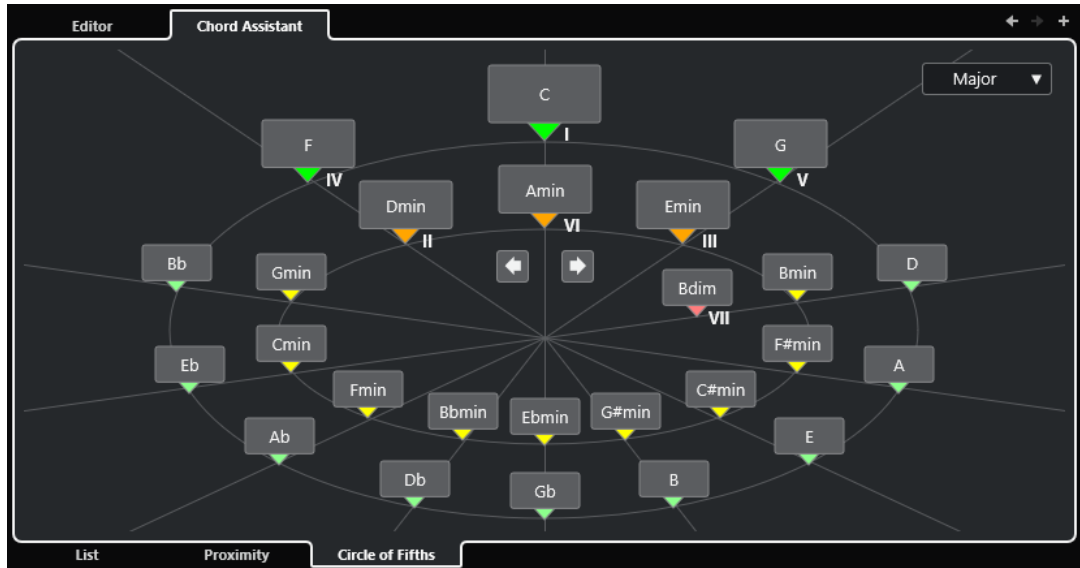 Editor
Chord Assistant
Major
C
I
F
IV
G
V
Amin
VI
Dmin
II
Emin
III
Bb
Gmin
Bmin
D
Bdim
VII
Eb
Cmin
F#min
A
Fmin
C#min
Bbmin
Ebmin
G#min
Ab
E
Db
Gb
B
List
Proximity
Circle of Fifths